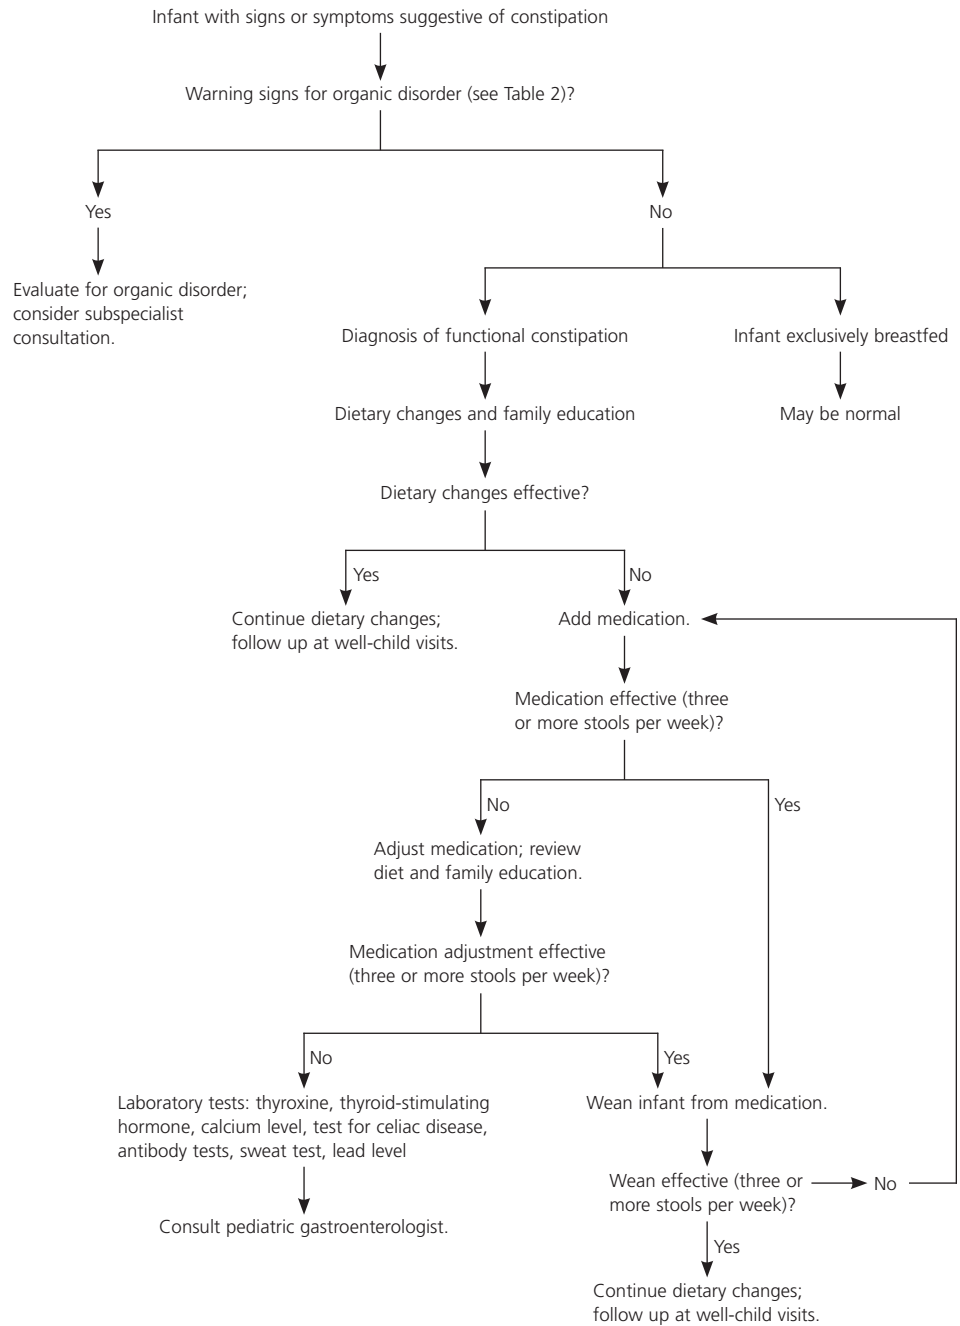 Infant with signs or symptoms suggestive of constipation
Warning signs for organic disorder (see Table 2)?
Yes
No
Evaluate for organic disorder;
consider subspecialist
consultation.
Diagnosis of functional constipation
Infant exclusively breastfed
Dietary changes and family education
May be normal
Dietary changes effective?
Yes
No
Continue dietary changes;
follow up at well-child visits.
Add medication.
Medication effective (three
or more stools per week)?
No
Yes
Adjust medication; review
diet and family education.
Medication adjustment effective
(three or more stools per week)?
No
Yes
Laboratory tests: thyroxine, thyroid-stimulating
hormone, calcium level, test for celiac disease,
antibody tests, sweat test, lead level
Wean infant from medication.
Consult pediatric gastroenterologist.
Wean effective (three or
more stools per week)?
No
Yes
Continue dietary changes;
follow up at well-child visits.